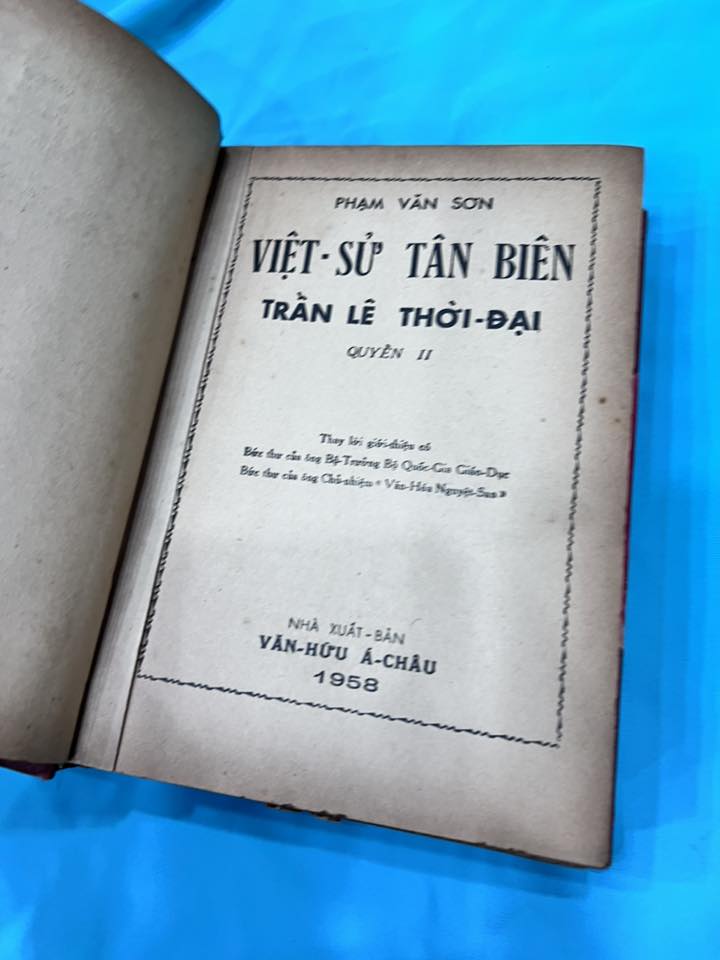 PHẠM VĂN SƠN
VIỆT-SỬ TÂN BIÊN
TRẦN LÊ THỜI-ĐẠI
QUYỂN II
Thay lời giới-thiệu có
Bức thư của ông Bộ-Trưởng Bộ Quốc-Gia Giáo-Dục
Bức thư của ông Chủ-nhiệm « Văn-Hóa Nguyệt-San »
NHÀ XUẤT-BẢN
VĂN-HỮU Á-CHÂU
1958